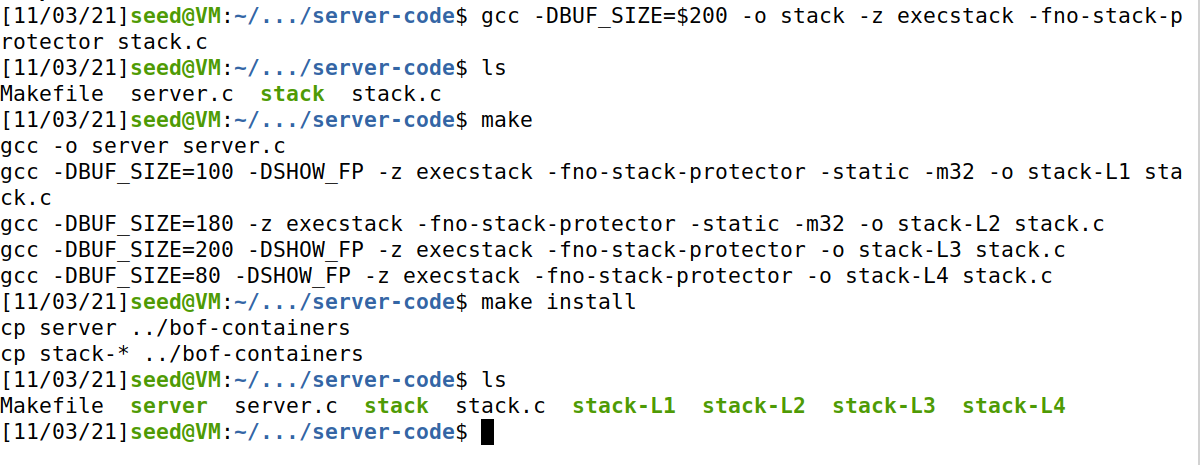 [11/03/21]seed@VM:~/.../server-code$ gcc -DBUF_SIZE=$200 -o stack -z execstack -fno-stack-p
rotector stack.c
[11/03/21]seed@VM:~/.../server-code$ ls
Makefile  server.c  stack  stack.c
[11/03/21]seed@VM:~/.../server-code$ make
gcc -o server server.c
gcc -DBUF_SIZE=100 -DSHOW_FP -z execstack -fno-stack-protector -static -m32 -o stack-L1 sta
ck.c
gcc -DBUF_SIZE=180 -z execstack -fno-stack-protector -static -m32 -o stack-L2 stack.c
gcc -DBUF_SIZE=200 -DSHOW_FP -z execstack -fno-stack-protector -o stack-L3 stack.c
gcc -DBUF_SIZE=80 -DSHOW_FP -z execstack -fno-stack-protector -o stack-L4 stack.c
[11/03/21]seed@VM:~/.../server-code$ make install
cp server ../bof-containers
cp stack-* ../bof-containers
[11/03/21]seed@VM:~/.../server-code$ ls
Makefile  server  server.c  stack  stack.c  stack-L1  stack-L2  stack-L3  stack-L4
[11/03/21]seed@VM:~/.../server-code$